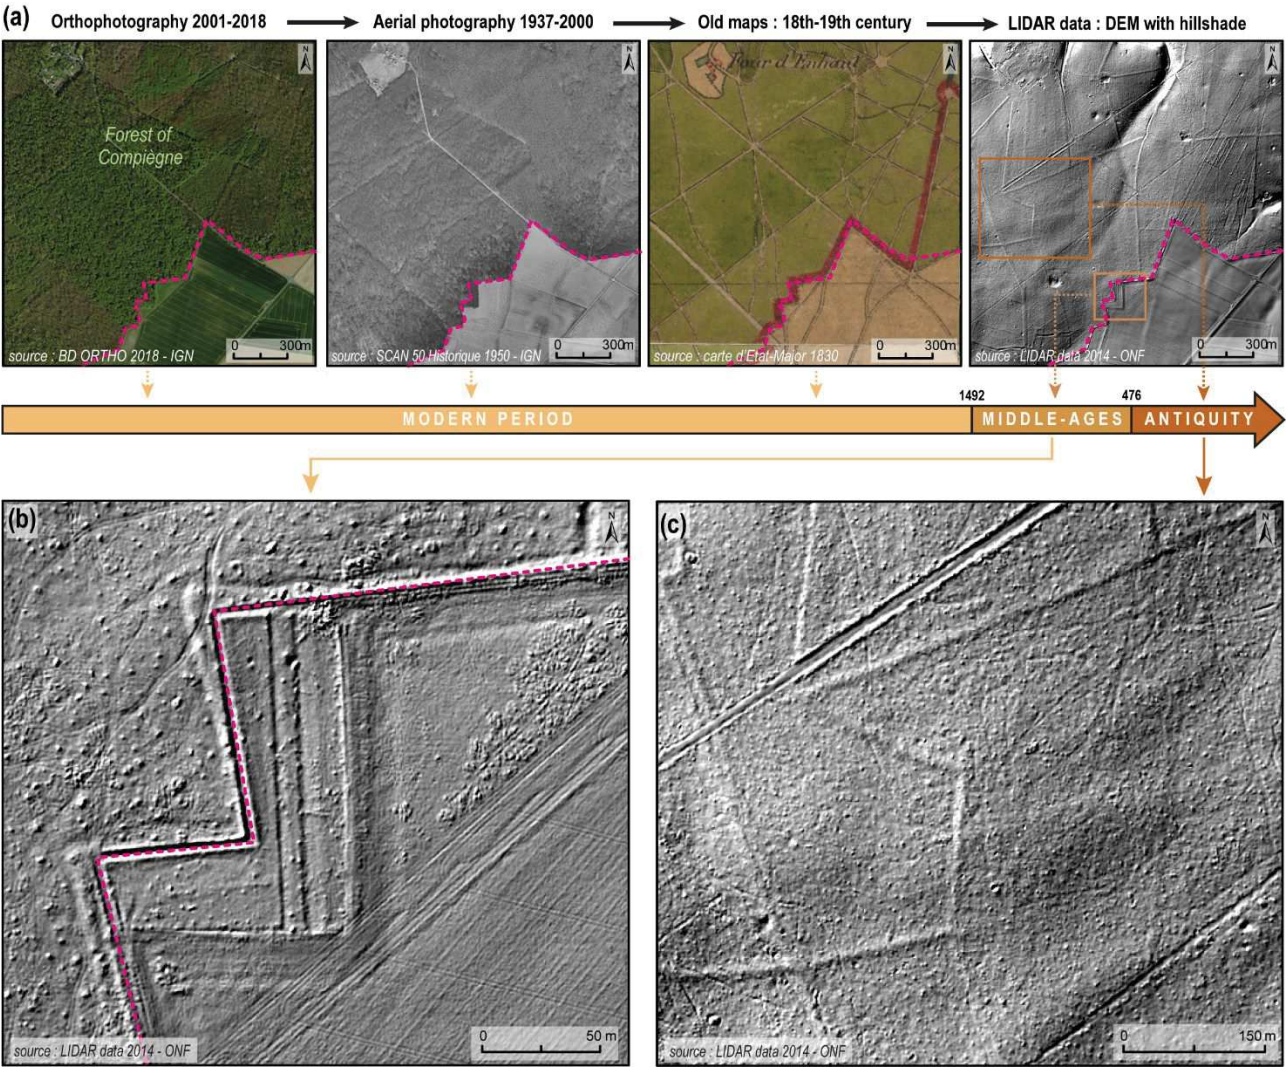 Orthophotography 2001-2018
Aerial photography 1937-2000
Old maps : 18th-19th century
LIDAR data : DEM with hillshade
(a)
N
N
N
N
Four d'Enhaut
Forest of
Compiègne
source : BD ORTHO 2018 - IGN
0 300m
source : SCAN 50 Historique 1950 - IGN
0 300m
source : carte d'Etat-Major 1830
0 300m
source : LIDAR data 2014 - ONF
0 300m
1492
476
MODERN PERIOD
MIDDLE-AGES
ANTIQUITY
(b)
N
source : LIDAR data 2014 - ONF
0 50 m
(c)
N
source : LIDAR data 2014 - ONF
0 150 m